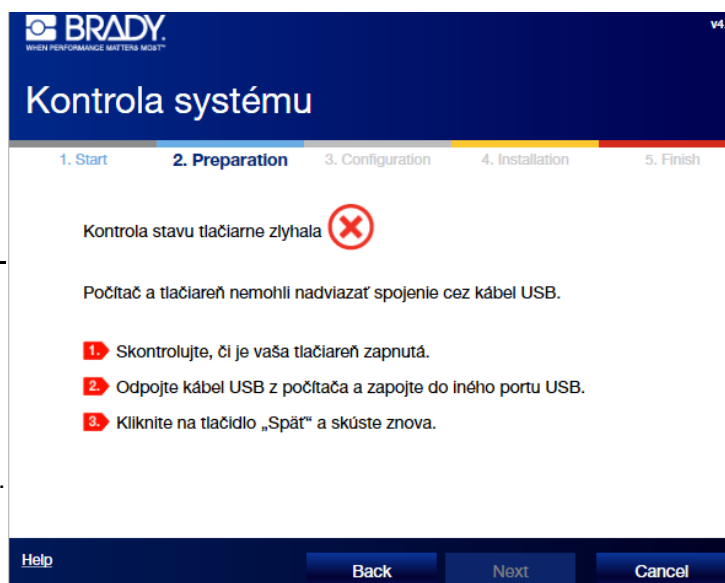 BRADY.
WHEN PERFORMANCE MATTERS MOST™
v4.
Kontrola systému
1. Start
2. Preparation
3. Configuration
4. Installation
5. Finish
Kontrola stavu tlačiarne zlyhala
Počítač a tlačiareň nemohli nadviazať spojenie cez kábel USB.
1. Skontrolujte, či je vaša tlačiareň zapnutá.
2. Odpojte kábel USB z počítača a zapojte do iného portu USB.
3. Kliknite na tlačidlo „Späť“ a skúste znova.
Help
Back
Next
Cancel